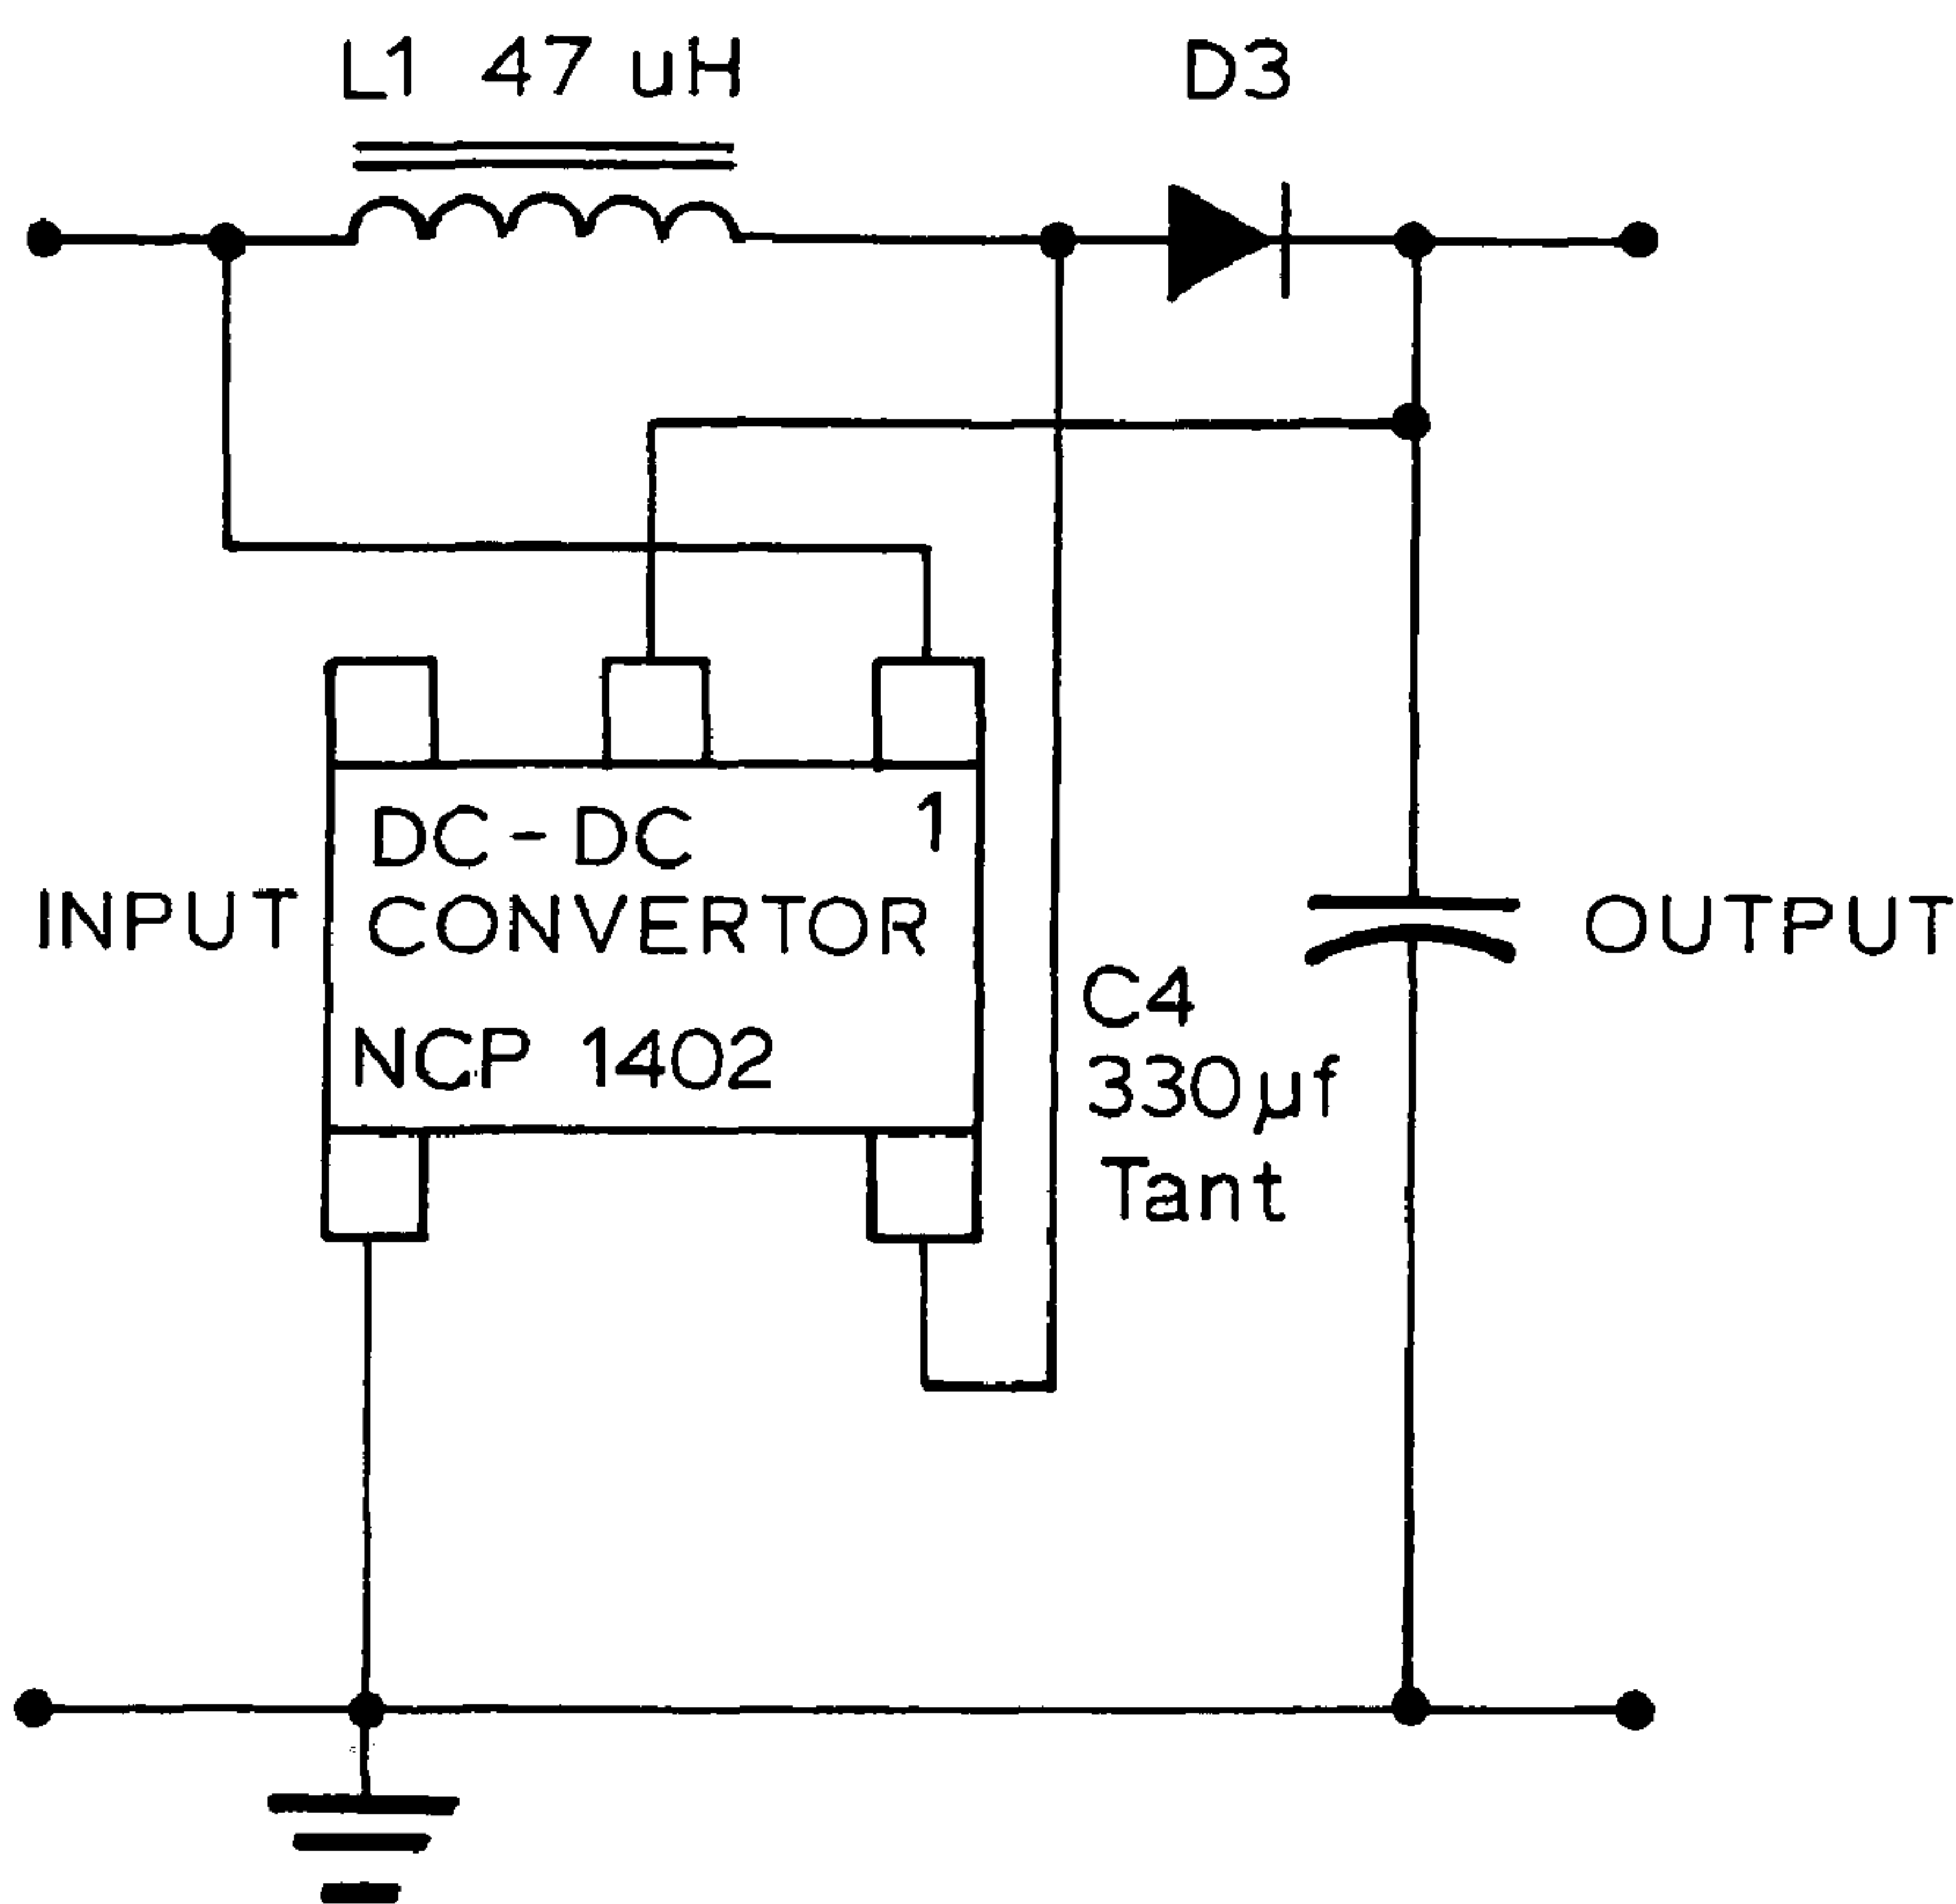 L1 47 uH
D3
1
DC-DC
CONVERTOR
NCP 1402
INPUT
OUTPUT
C4
330µf
Tant